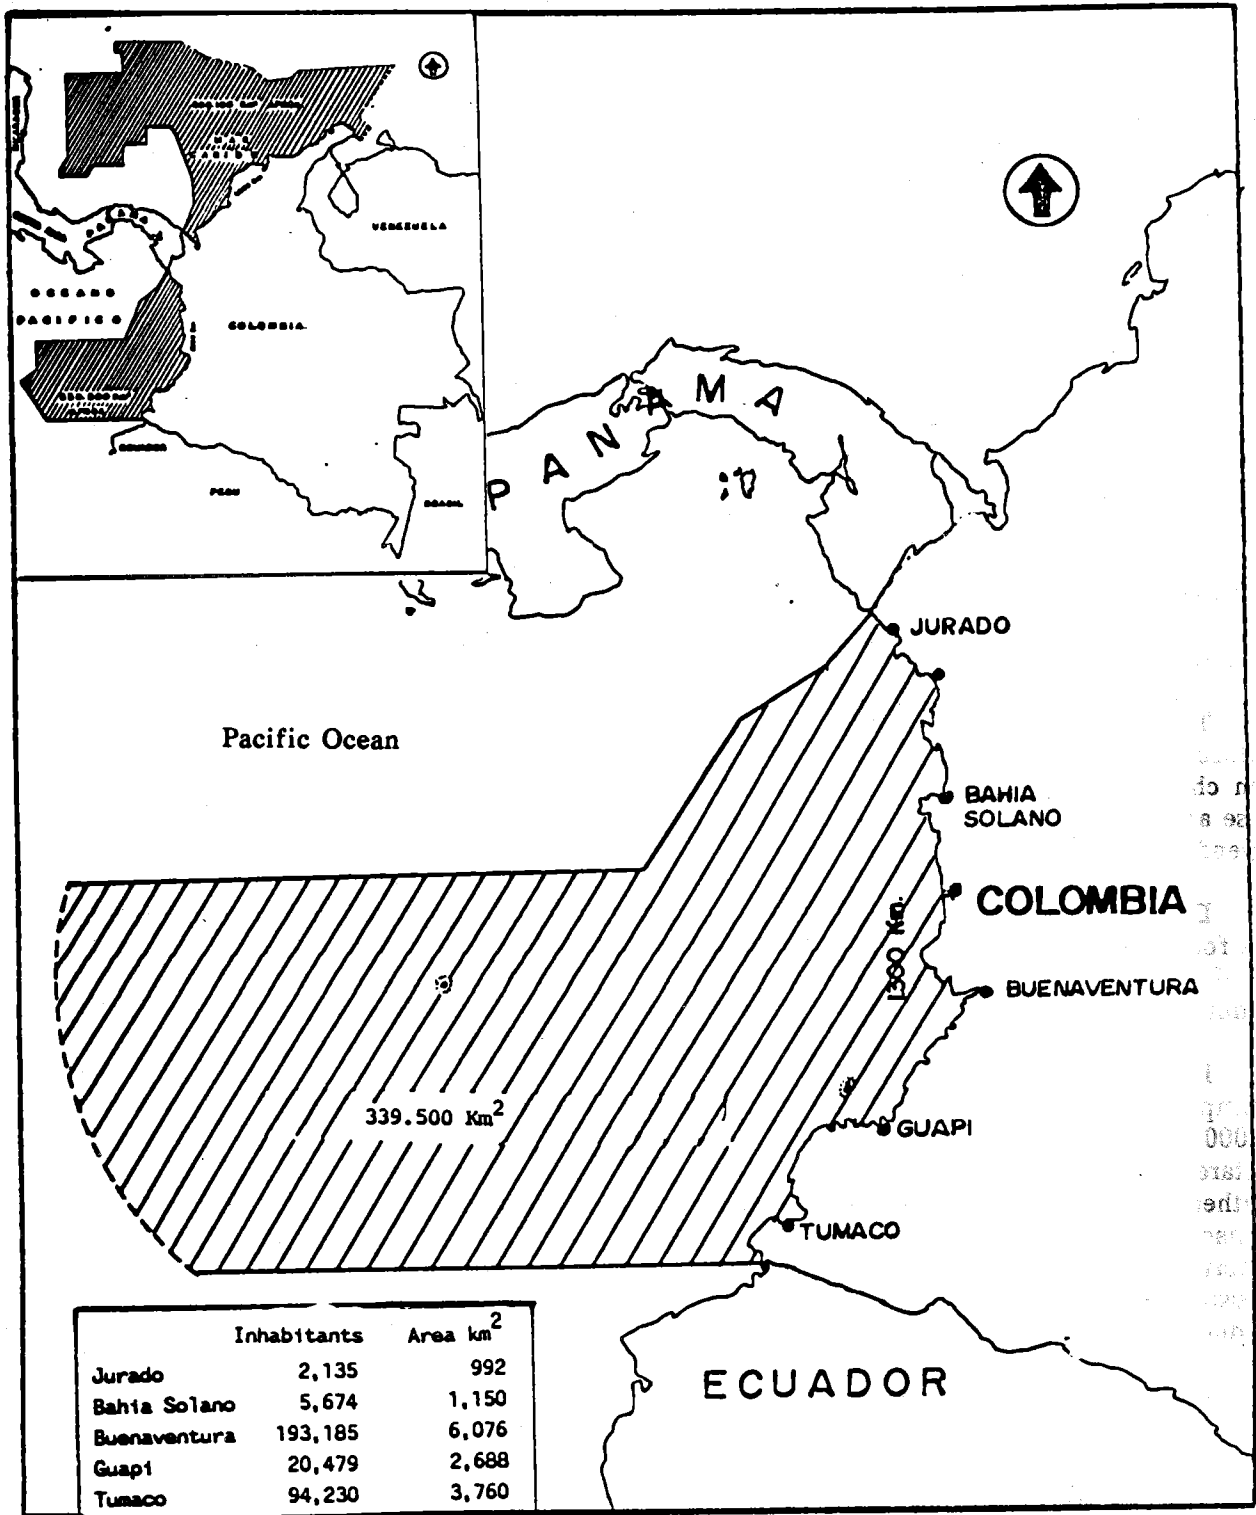 PANAMA
OCEANO
PACIFICO
VENEZUELA
COLOMBIA
ECUADOR
PERU
BRASIL
PANAMA
JURADO
Pacific Ocean
BAHIA
SOLANO
COLOMBIA
1300 Km.
BUENAVENTURA
339.500 Km²
GUAPI
TUMACO
ECUADOR
Inhabitants Area km²
Jurado 2,135 992
Bahia Solano 5,674 1,150
Buenaventura 193,185 6,076
Guapi 20,479 2,688
Tumaco 94,230 3,760